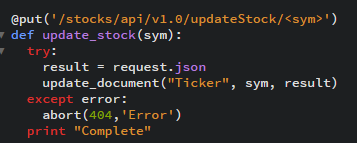 @put('/stocks/api/v1.0/updateStock/<sym>')
def update_stock(sym):
  try:
    result = request.json
    update_document("Ticker", sym, result)
  except error:
    abort(404,'Error')
  print "Complete"